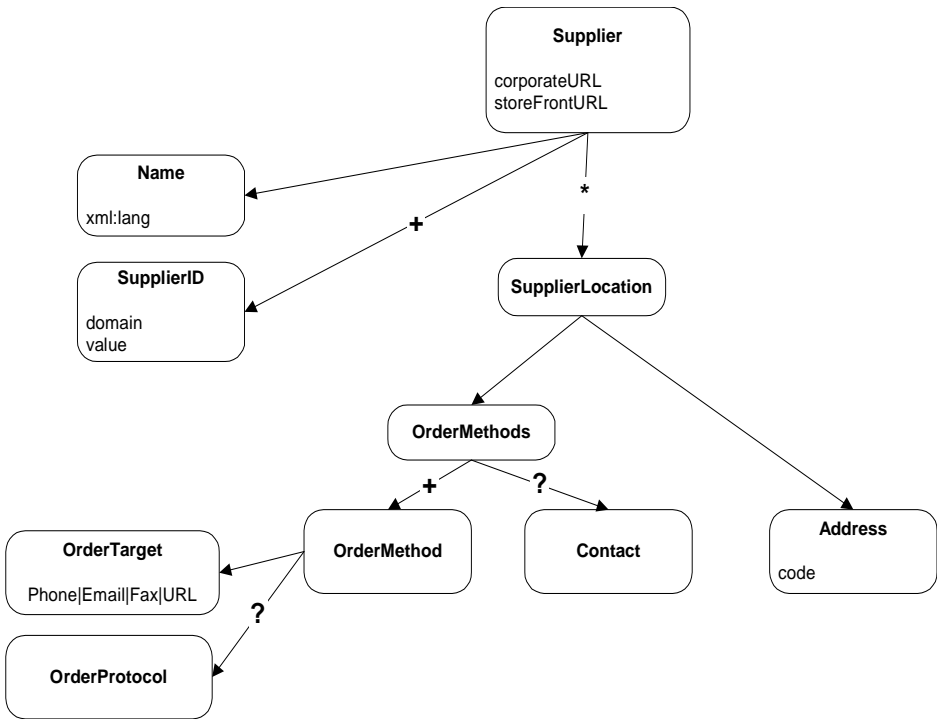 Supplier
corporateURL
storeFrontURL
Name
xml:lang
*
+
SupplierID
domain
value
SupplierLocation
OrderMethods
+
?
OrderTarget
Phone|Email|Fax|URL
OrderMethod
Contact
Address
code
?
OrderProtocol